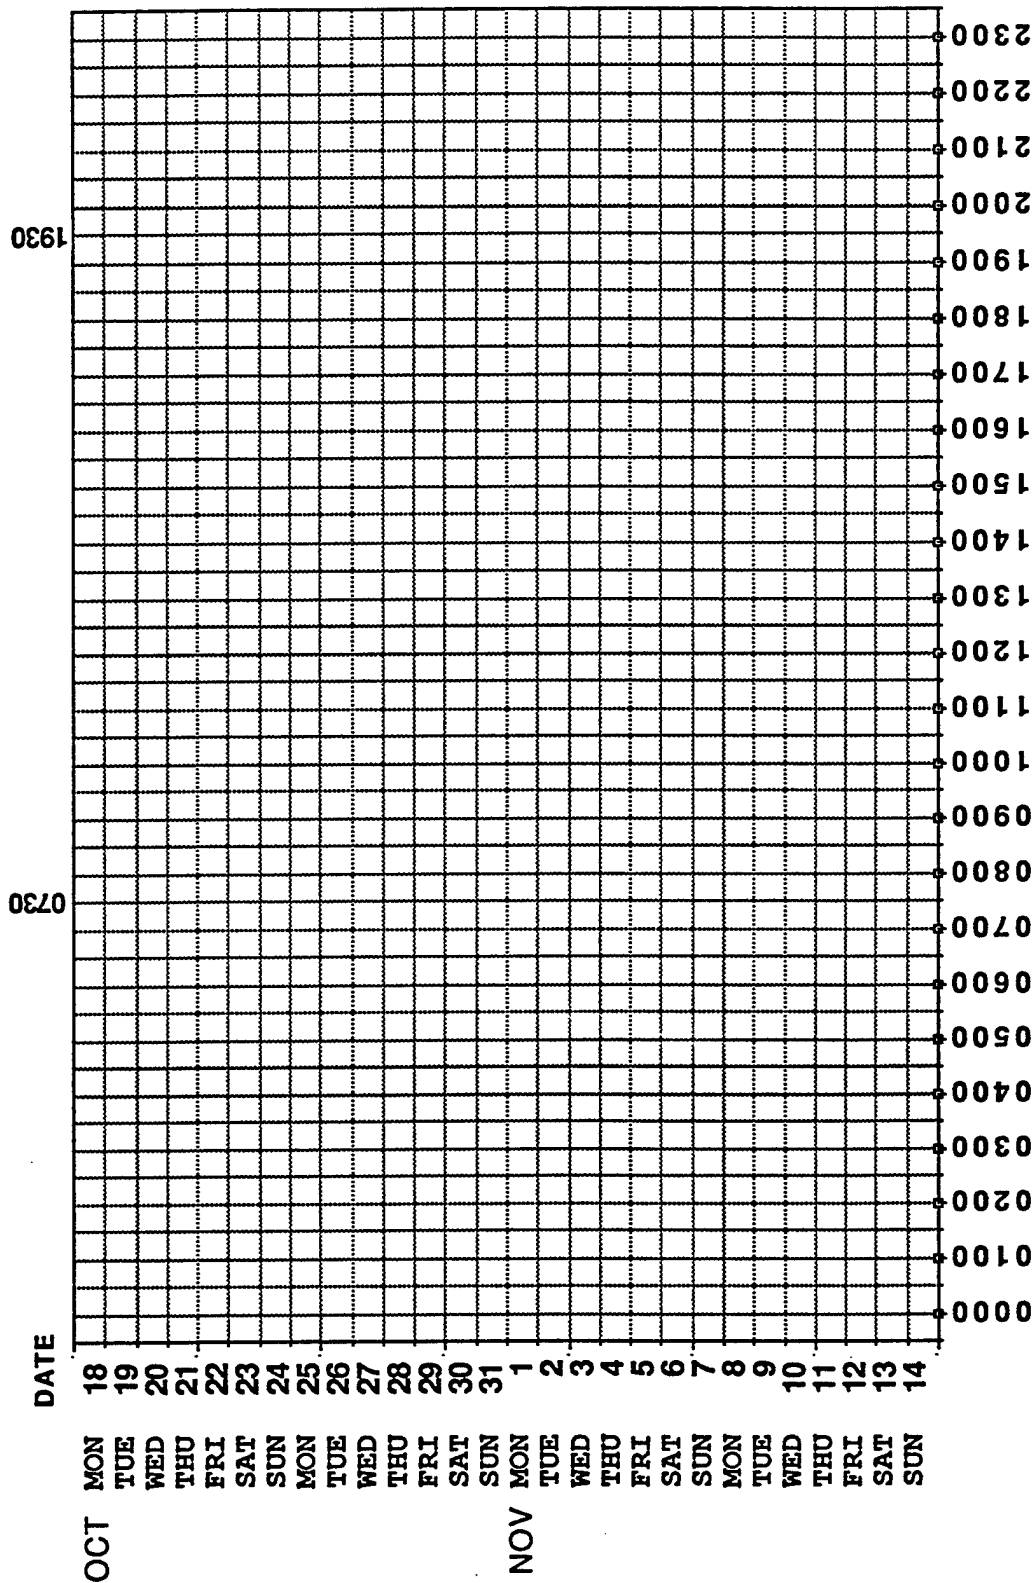 1930
0730
DATE
OCT MON 18
TUE 19
WED 20
THU 21
FRI 22
SAT 23
SUN 24
MON 25
TUE 26
WED 27
THU 28
FRI 29
SAT 30
SUN 31
NOV MON 1
TUE 2
WED 3
THU 4
FRI 5
SAT 6
SUN 7
MON 8
TUE 9
WED 10
THU 11
FRI 12
SAT 13
SUN 14
2300
2200
2100
2000
1900
1800
1700
1600
1500
1400
1300
1200
1100
1000
0900
0800
0700
0600
0500
0400
0300
0200
0100
0000